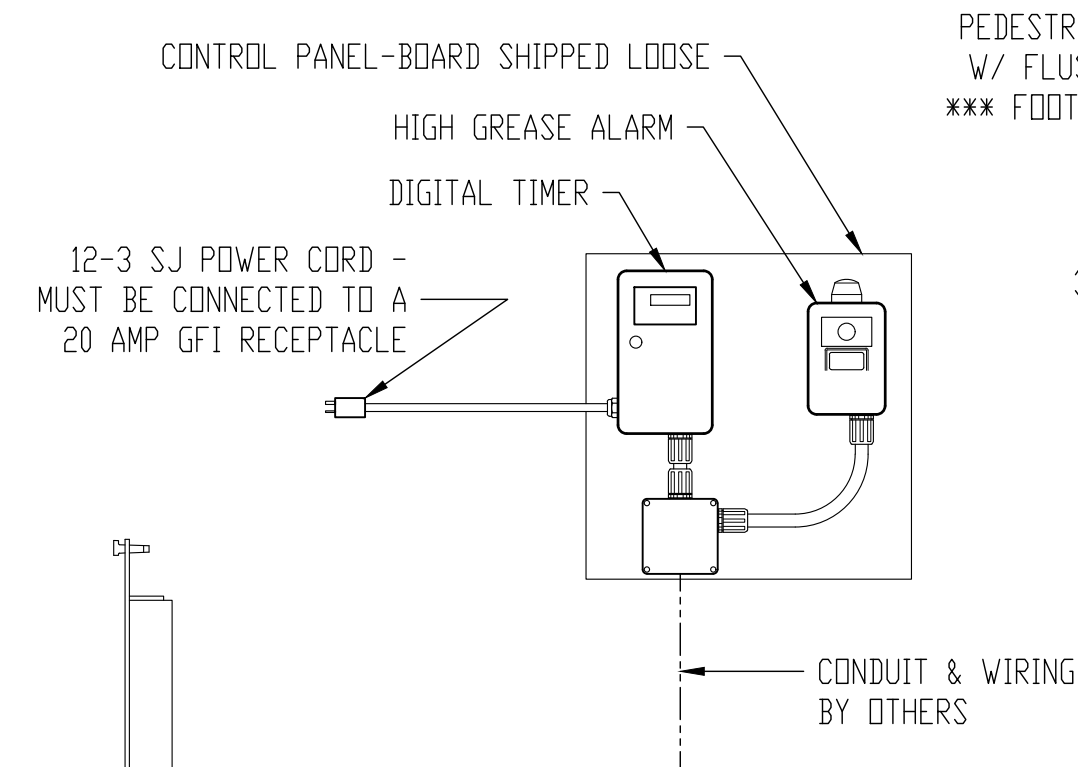 CONTROL PANEL-BOARD SHIPPED LOOSE
HIGH GREASE ALARM
DIGITAL TIMER
12-3 SJ POWER CORD -
MUST BE CONNECTED TO A
20 AMP GFI RECEPTACLE
W/
***
CONDUIT & WIRING
BY OTHERS